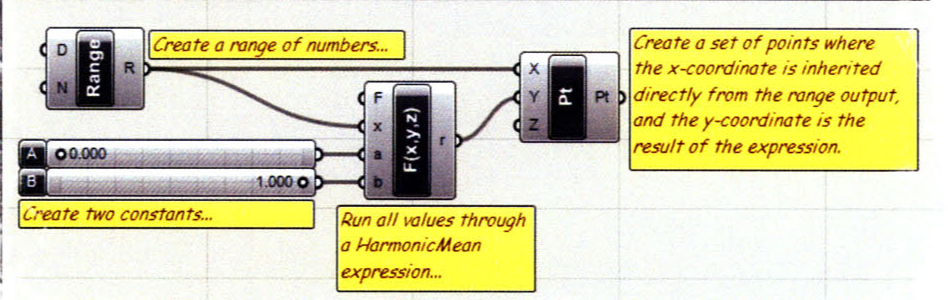 D
N
Range
R
Create a range of numbers...
A
0.000
B
1.000
Create two constants...
F
x
a
b
F(x,y,z)
r
Run all values through
a HarmonicMean
expression...
X
Y
Z
Pt
Pt
Create a set of points where
the x-coordinate is inherited
directly from the range output,
and the y-coordinate is the
result of the expression.